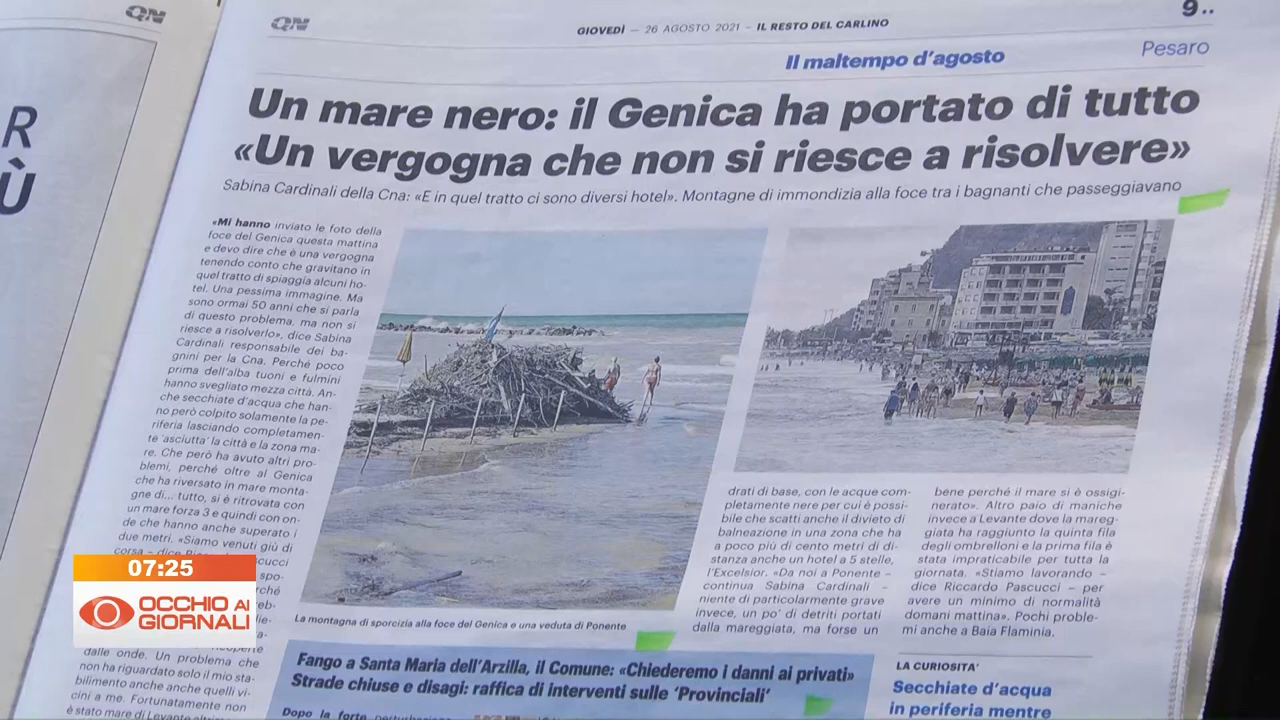 QN
QN
GIOVEDÌ — 26 AGOSTO 2021 – IL RESTO DEL CARLINO
9..
R
Ù
Il maltempo d'agosto
Pesaro
Un mare nero: il Genica ha portato di tutto
«Un vergogna che non si riesce a risolvere»
Sabina Cardinali della Cna: «E in quel tratto ci sono diversi hotel». Montagne di immondizia alla foce tra i bagnanti che passeggiavano
«Mi hanno inviato le foto della
foce del Genica questa mattina
e devo dire che è una vergogna
tenendo conto che gravitano in
quel tratto di spiaggia alcuni ho-
tel. Una pessima immagine. Ma
sono ormai 50 anni che si parla
di questo problema, ma non si
riesce a risolverlo», dice Sabina
Cardinali responsabile dei ba-
gnini per la Cna. Perché poco
prima dell'alba tuoni e fulmini
hanno svegliato mezza città. An-
che secchiate d'acqua che han-
no però colpito solamente la pe-
riferia lasciando completamen-
te 'asciutta' la città e la zona ma-
re. Che però ha avuto altri pro-
blemi, perché oltre al Genica
che ha riversato in mare monta-
gne di... tutto, si è ritrovata con
un mare forza 3 e quindi con on-
de che hanno anche superato i
due metri. «Siamo venuti giù di
corsa – dice
scucci
spo-
rché
eb-
lie-
a-
dalle onde. Un problema che
non ha riguardato solo il mio sta-
bilimento anche anche quelli vi-
cini a me. Fortunatamente non
è stato mare di Levante
La montagna di sporcizia alla foce del Genica e una veduta di Ponente
drati di base, con le acque com-
pletamente nere per cui è possi-
bile che scatti anche il divieto di
balneazione in una zona che ha
a poco più di cento metri di di-
stanza anche un hotel a 5 stelle,
l'Excelsior. «Da noi a Ponente –
continua Sabina Cardinali –
niente di particolarmente grave
invece, un po' di detriti portati
dalla mareggiata, ma forse un
bene perché il mare si è ossige-
nerato». Altro paio di maniche
invece a Levante dove la mareg-
giata ha raggiunto la quinta fila
degli ombrelloni e la prima fila è
stata impraticabile per tutta la
giornata. «Stiamo lavorando –
dice Riccardo Pascucci – per
avere un minimo di normalità
domani mattina». Pochi proble-
mi anche a Baia Flaminia.
07:25
OCCHIO AI
GIORNALI
Fango a Santa Maria dell'Arzilla, il Comune: «Chiederemo i danni ai privati»
Strade chiuse e disagi: raffica di interventi sulle 'Provinciali'
Dopo la forte
LA CURIOSITA'
Secchiate d'acqua
in periferia mentre